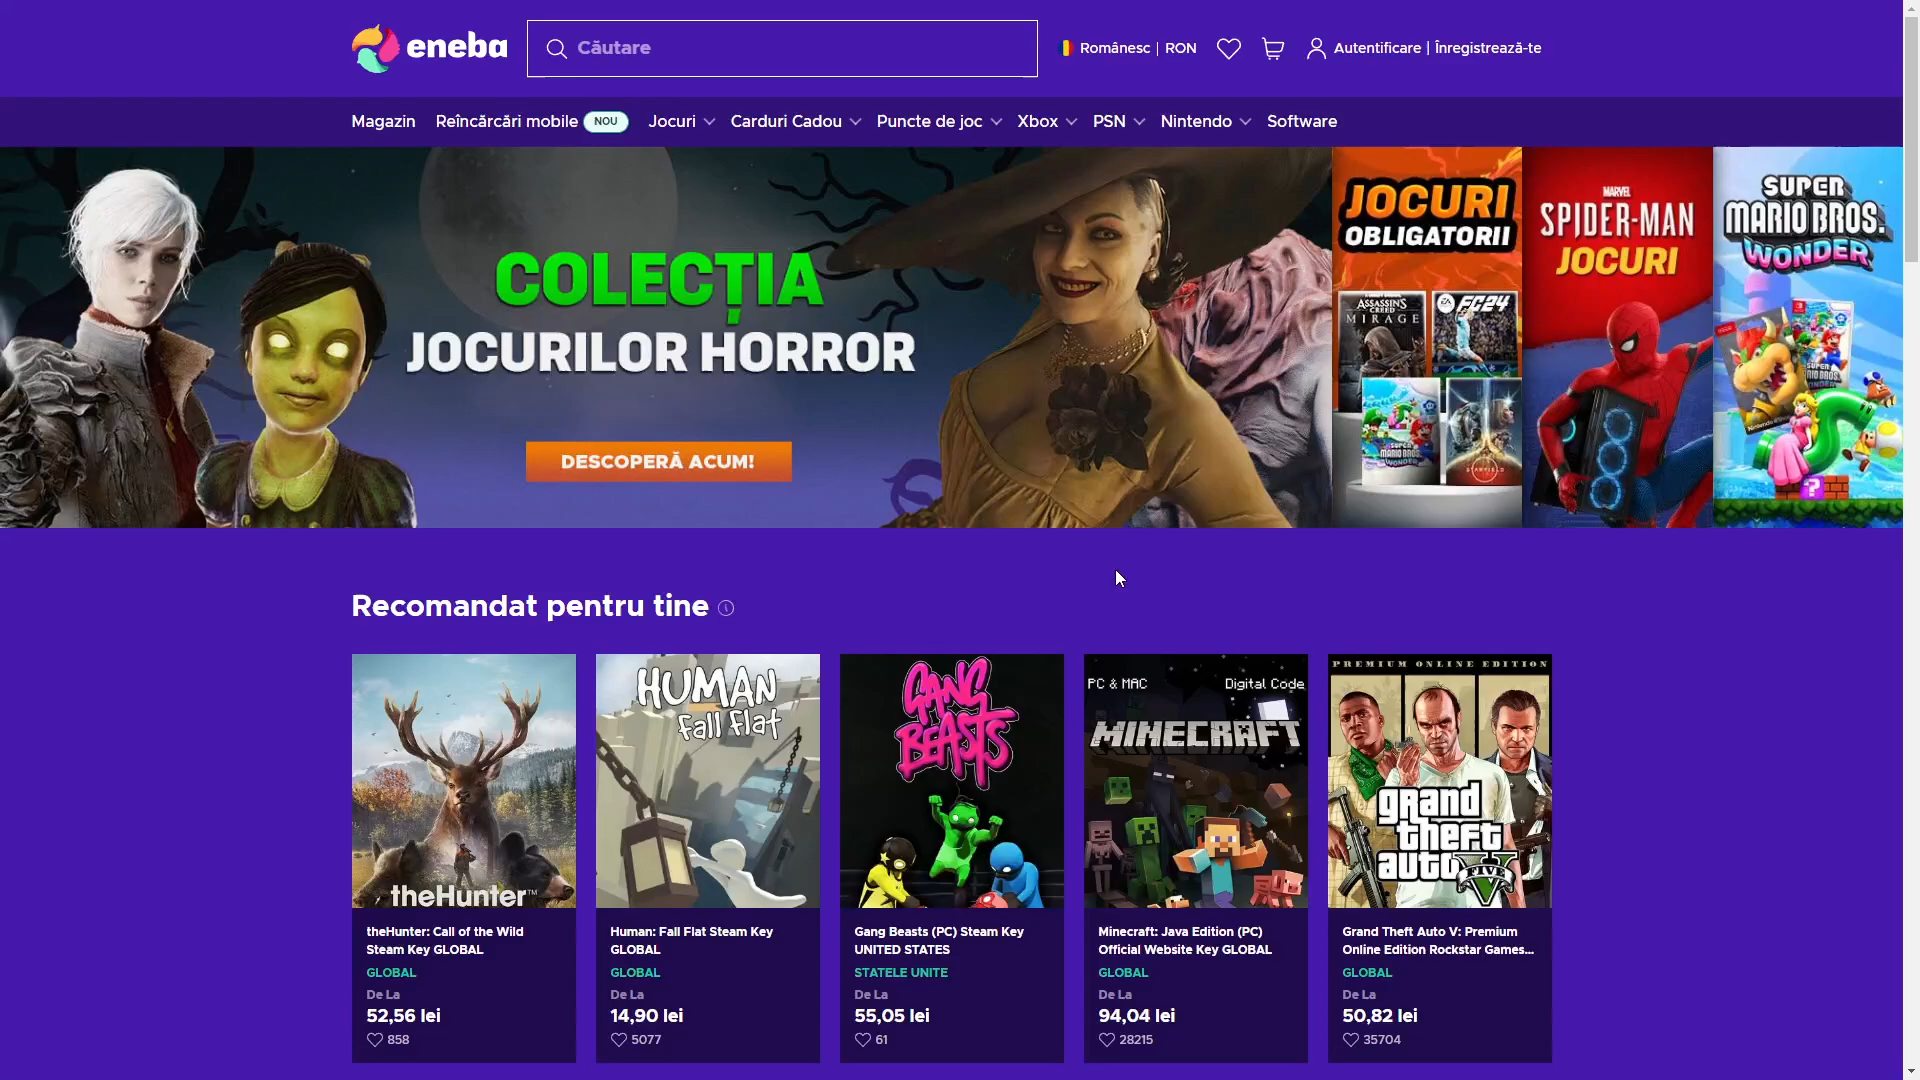 eneba
Căutare
Românesc | RON
Autentificare | Înregistrează-te
Magazin
Reîncărcări mobile NOU
Jocuri
Carduri Cadou
Puncte de joc
Xbox
PSN
Nintendo
Software
COLECȚIA
JOCURILOR HORROR
DESCOPERĂ ACUM!
JOCURI
OBLIGATORII
ASSASSIN'S
CREED
MIRAGE
EA FC24
SUPER
MARIO BROS.
WONDER
STARFIELD
MARVEL
SPIDER-MAN
JOCURI
SUPER
MARIO BROS.
WONDER
Recomandat pentru tine
theHunter™
theHunter: Call of the Wild
Steam Key GLOBAL
GLOBAL
De La
52,56 lei
858
HUMAN
fall flat
Human: Fall Flat Steam Key
GLOBAL
GLOBAL
De La
14,90 lei
5077
GANG
BEASTS
Gang Beasts (PC) Steam Key
UNITED STATES
STATELE UNITE
De La
55,05 lei
61
PC & MAC Digital Code
MINECRAFT
Minecraft: Java Edition (PC)
Official Website Key GLOBAL
GLOBAL
De La
94,04 lei
28215
PREMIUM ONLINE EDITION
grand
theft
auto V
FIVE
Grand Theft Auto V: Premium
Online Edition Rockstar Games...
GLOBAL
De La
50,82 lei
35704